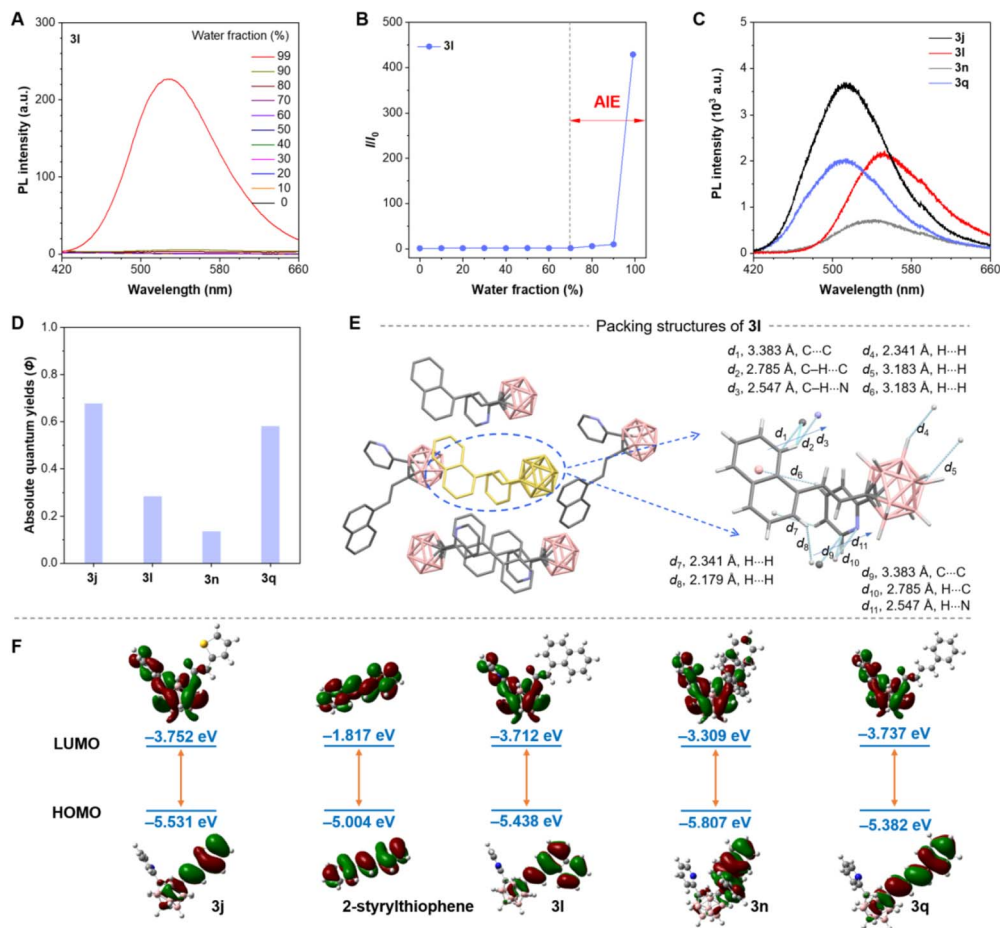 A
3l
Water fraction (%)
99
90
80
70
60
50
40
30
20
10
0
300
200
100
0
PL intensity (a.u.)
420 500 580 660
Wavelength (nm)
B
3l
AIE
500
400
300
200
100
0
I/I0
0 20 40 60 80 100
Water fraction (%)
C
3j
3l
3n
3q
5
4
3
2
1
0
PL intensity (10³ a.u.)
420 500 580 660
Wavelength (nm)
D
1.0
0.8
0.6
0.4
0.2
0.0
Absolute quantum yields (Φ)
3j 3l 3n 3q
E
Packing structures of 3l
d1, 3.383 Å, C···C
d2, 2.785 Å, C–H···C
d3, 2.547 Å, C–H···N
d4, 2.341 Å, H···H
d5, 3.183 Å, H···H
d6, 3.183 Å, H···H
d1
d2
d3
d4
d5
d6
d7
d8
d9
d10
d11
d7, 2.341 Å, H···H
d8, 2.179 Å, H···H
d9, 3.383 Å, C···C
d10, 2.785 Å, H···C
d11, 2.547 Å, H···N
F
LUMO
–3.752 eV
–1.817 eV
–3.712 eV
–3.309 eV
–3.737 eV
HOMO
–5.531 eV
–5.004 eV
–5.438 eV
–5.807 eV
–5.382 eV
3j
2-styrylthiophene
3l
3n
3q